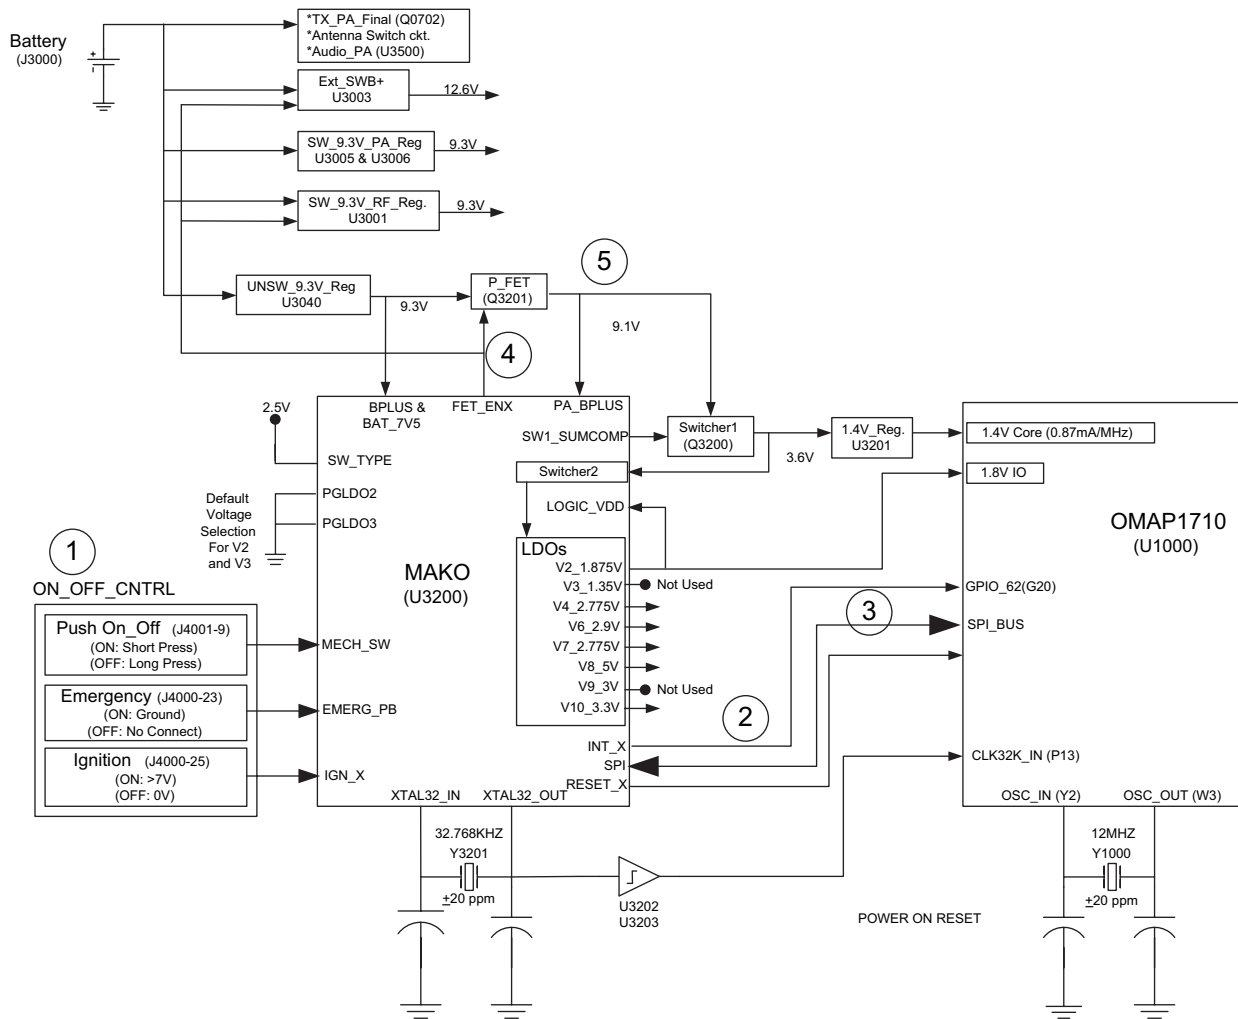 Battery
(J3000)
+
-
*TX_PA_Final (Q0702)
*Antenna Switch ckt.
*Audio_PA (U3500)
Ext_SWB+
U3003
12.6V
SW_9.3V_PA_Reg
U3005 & U3006
9.3V
SW_9.3V_RF_Reg.
U3001
9.3V
UNSW_9.3V_Reg
U3040
9.3V
P_FET
(Q3201)
5
9.1V
4
2.5V
BPLUS &
BAT_7V5
FET_ENX
PA_BPLUS
SW1_SUMCOMP
Switcher1
(Q3200)
3.6V
1.4V_Reg.
U3201
1.4V Core (0.87mA/MHz)
1.8V IO
SW_TYPE
PGLDO2
PGLDO3
Default
Voltage
Selection
For V2
and V3
Switcher2
LOGIC_VDD
MAKO
(U3200)
LDOs
V2_1.875V
V3_1.35V
Not Used
V4_2.775V
V6_2.9V
V7_2.775V
V8_5V
V9_3V
Not Used
V10_3.3V
OMAP1710
(U1000)
GPIO_62(G20)
3
SPI_BUS
1
ON_OFF_CNTRL
Push On_Off (J4001-9)
(ON: Short Press)
(OFF: Long Press)
MECH_SW
Emergency (J4000-23)
(ON: Ground)
(OFF: No Connect)
EMERG_PB
Ignition (J4000-25)
(ON: >7V)
(OFF: 0V)
IGN_X
2
INT_X
SPI
RESET_X
CLK32K_IN (P13)
XTAL32_IN
XTAL32_OUT
OSC_IN (Y2)
OSC_OUT (W3)
32.768KHZ
Y3201
±20 ppm
U3202
U3203
12MHZ
Y1000
±20 ppm
POWER ON RESET